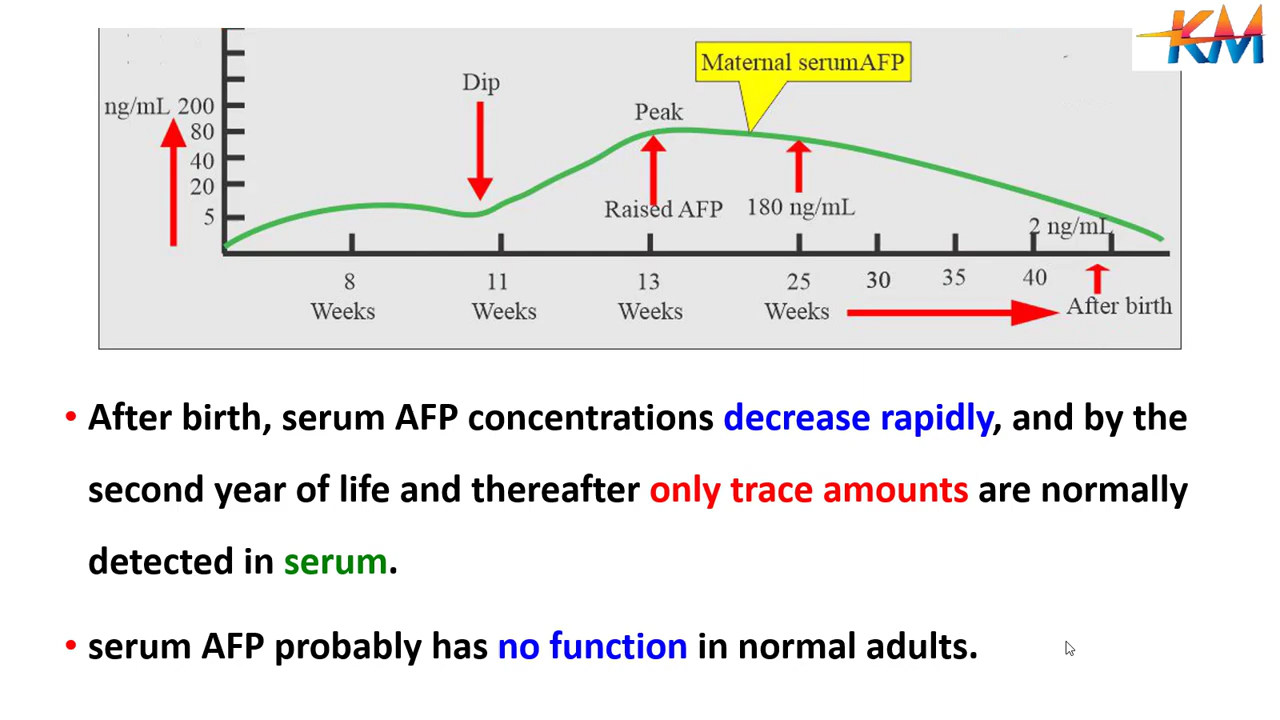 KM
Maternal serumAFP
Dip
Peak
ng/mL 200
80
40
20
5
Raised AFP
180 ng/mL
2 ng/mL
8
Weeks
11
Weeks
13
Weeks
25
Weeks
30
35
40
After birth
• After birth, serum AFP concentrations decrease rapidly, and by the
second year of life and thereafter only trace amounts are normally
detected in serum.
• serum AFP probably has no function in normal adults.